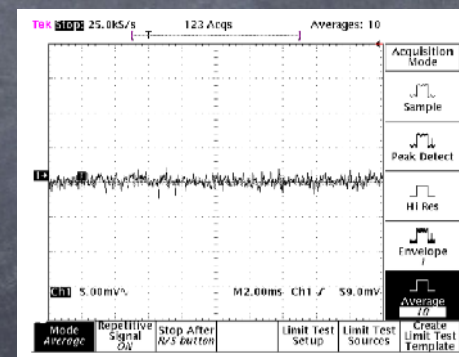 Tek Stop: 25.0kS/s 123 Acqs Averages: 10
Acquisition
Mode
Sample
Peak Detect
Hi Res
Envelope
Ch1 5.00mV M2.00ms Ch1 59.0mV
Average
10
Mode
Average
Repetitive
Signal
ON
Stop After
R/S button
Limit Test
Setup
Limit Test
Sources
Create
Limit Test
Template